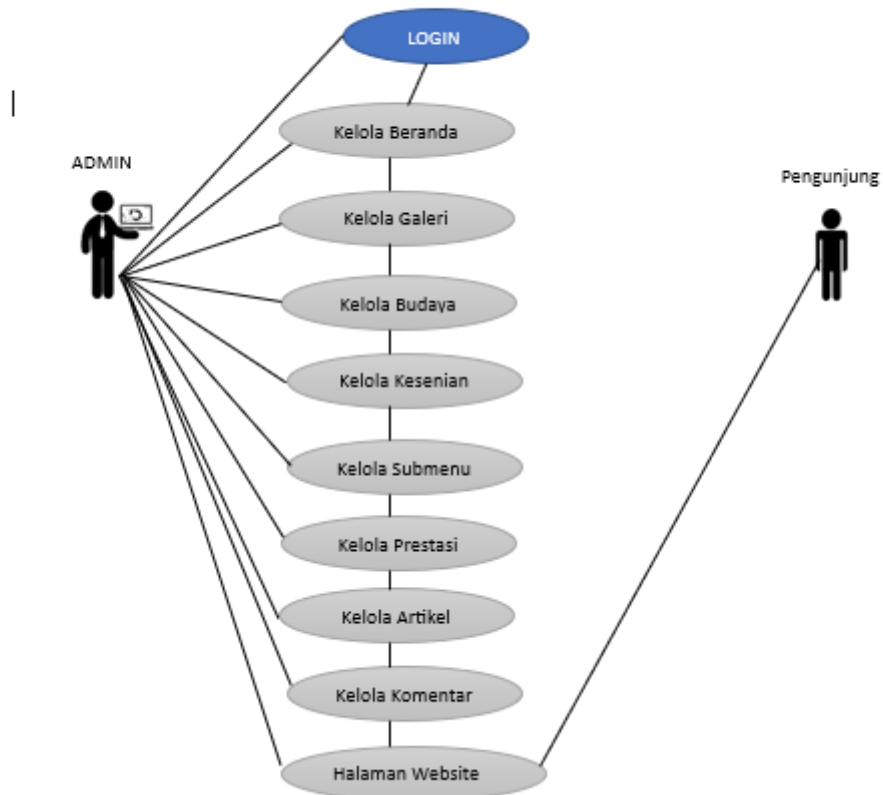 LOGIN
Kelola Beranda
ADMIN
Pengunjung
Kelola Galeri
Kelola Budaya
Kelola Kesenian
Kelola Submenu
Kelola Prestasi
Kelola Artikel
Kelola Komentar
Halaman Website